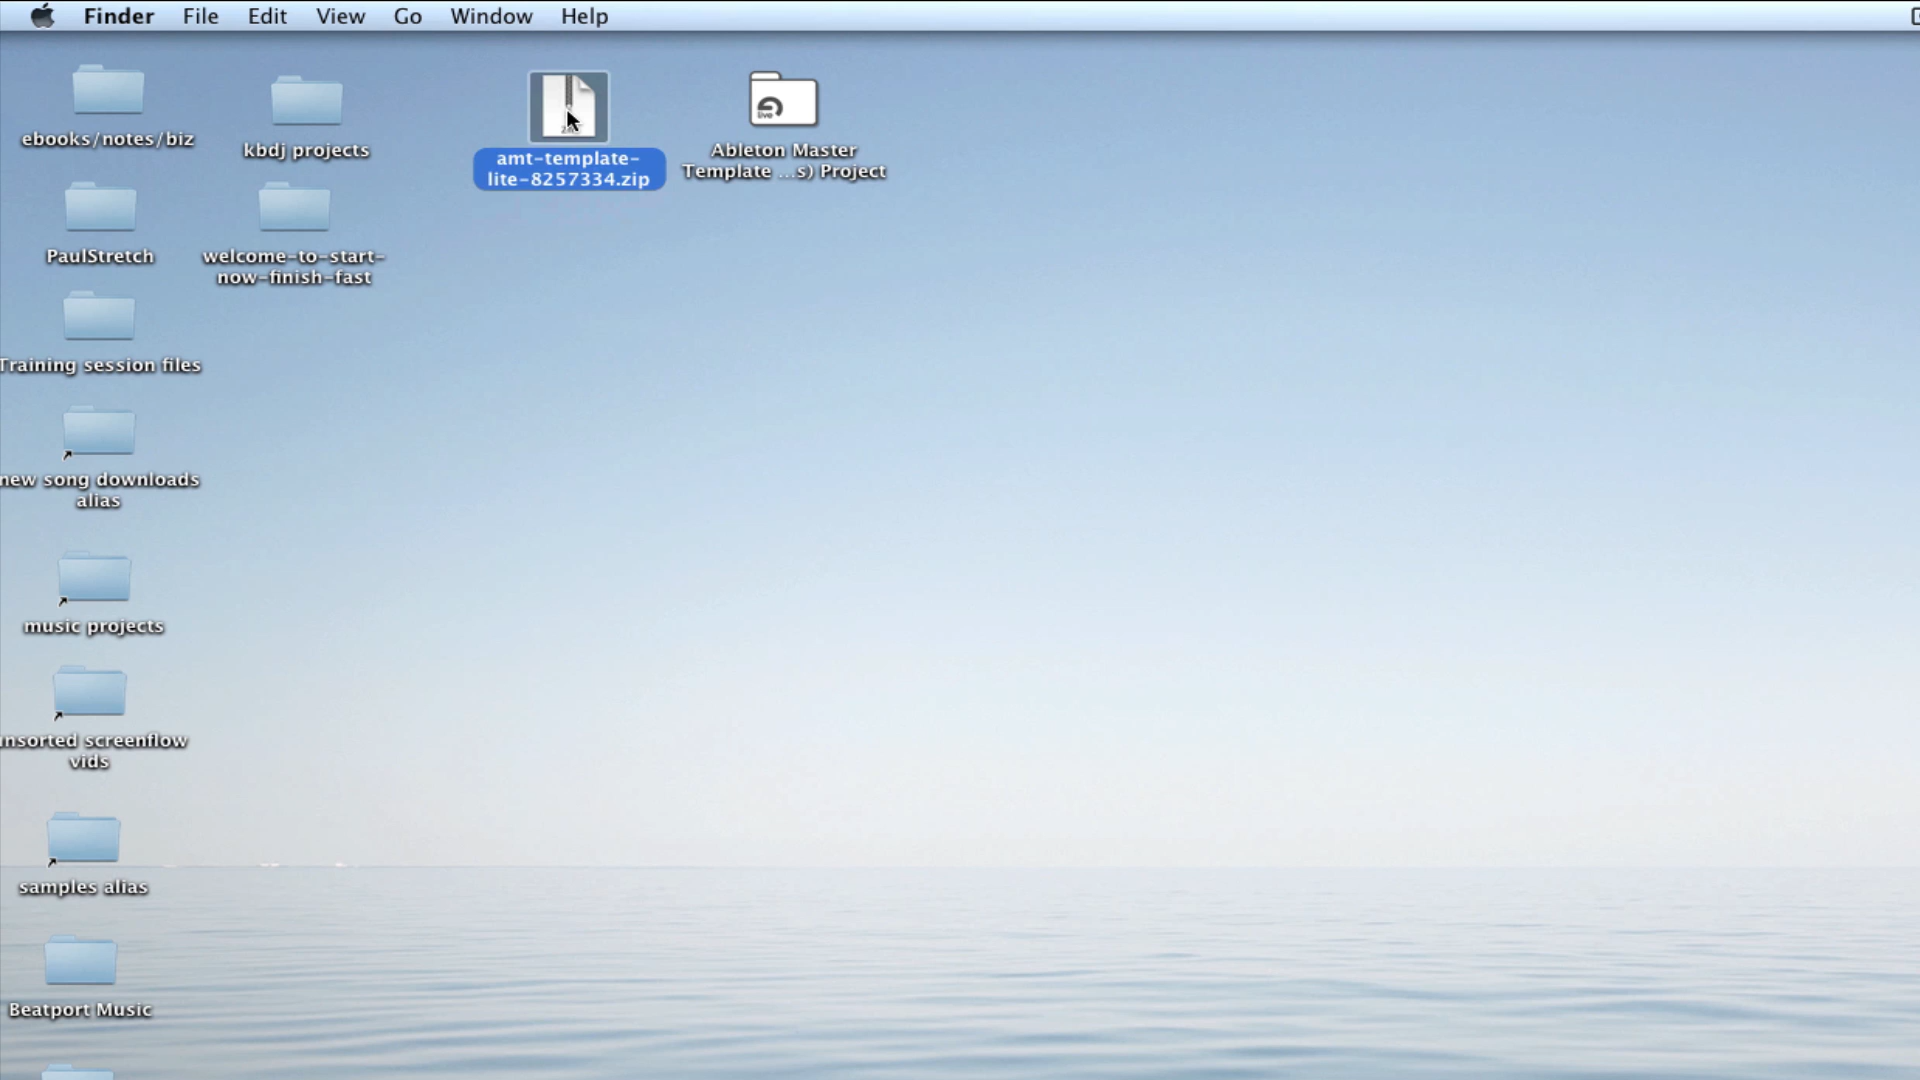 Finder File Edit View Go Window Help
ebooks/notes/biz
kbdj projects
amt-template-
lite-8257334.zip
live
Ableton Master
Template ...s) Project
PaulStretch
welcome-to-start-
now-finish-fast
Training session files
new song downloads
alias
music projects
unsorted screenflow
vids
samples alias
Beatport Music